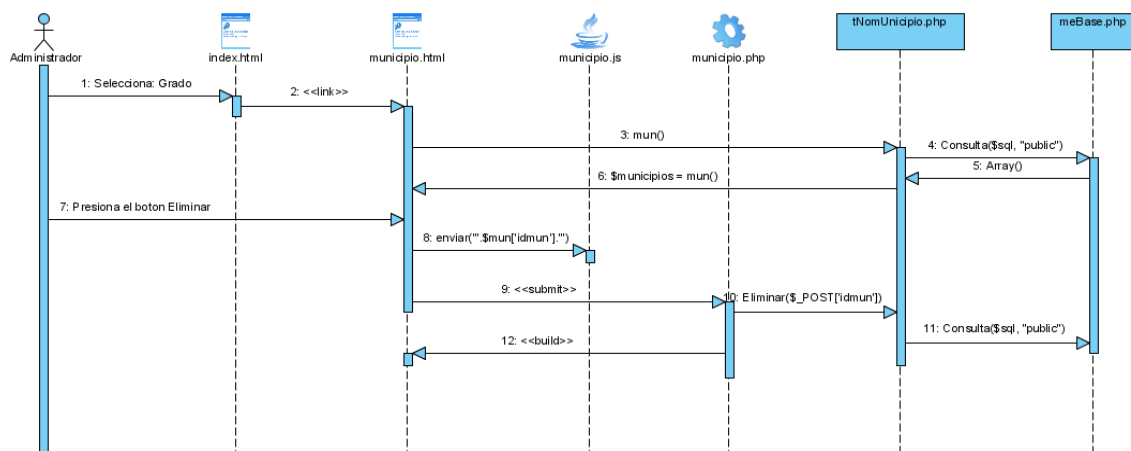 tNomUnicipio.php
meBase.php
Administrador
index.html
municipio.html
municipio.js
municipio.php
1: Selecciona: Grado
2: <<link>>
3: mun()
4: Consulta($sql, "public")
5: Array()
6: $municipios = mun()
7: Presiona el boton Eliminar
8: enviar("'.$mun['idmun'].'")
9: <<submit>>
10: Eliminar($_POST['idmun'])
11: Consulta($sql, "public")
12: <<build>>